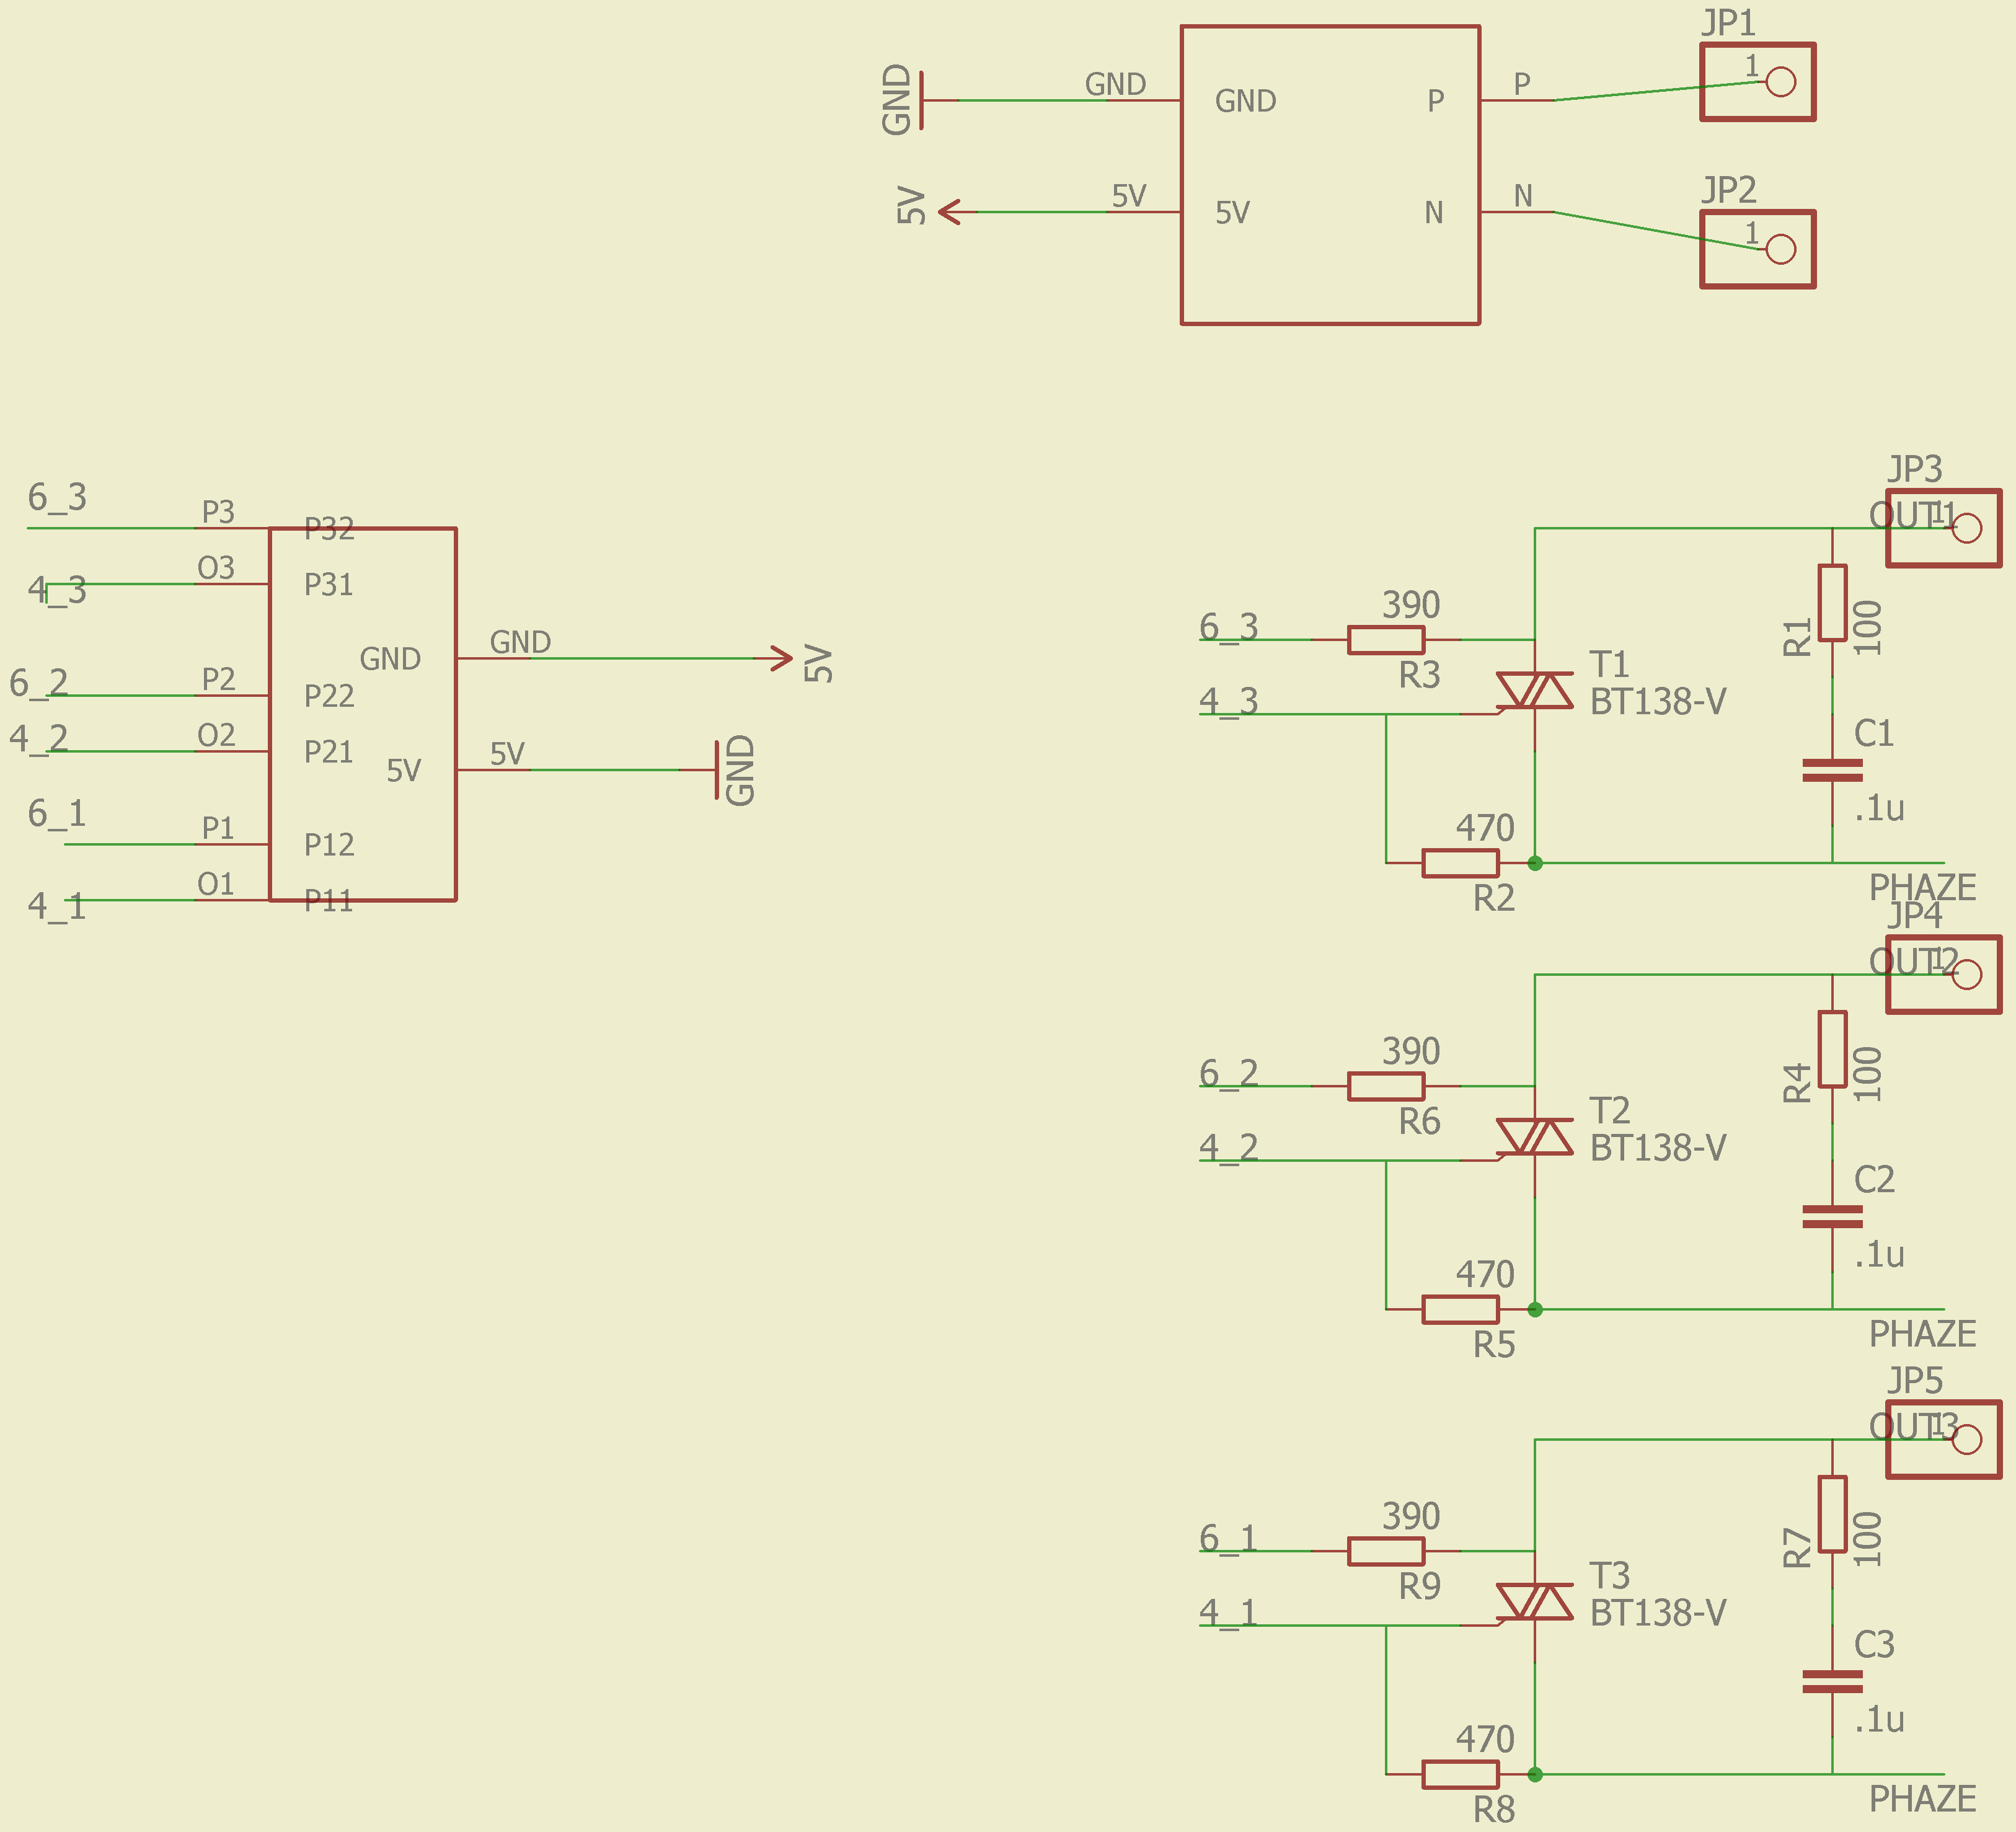 JP1
1
GND
GND
GND
P
P
JP2
1
5V
5V
5V
N
N
6_3
P3
P32
O3
P31
4_3
GND
GND
5V
6_2
P2
P22
4_2
O2
P21
5V
5V
GND
6_1
P1
P12
O1
P11
4_1
JP3
OUT1
1
390
6_3
R3
R1
100
T1
4_3
BT138-V
C1
.1u
470
R2
PHAZE
JP4
OUT2
1
390
6_2
R6
R4
100
T2
4_2
BT138-V
C2
.1u
470
R5
PHAZE
JP5
OUT3
1
390
6_1
R9
R7
100
T3
4_1
BT138-V
C3
.1u
470
R8
PHAZE